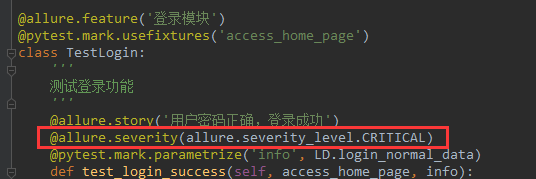 @allure.feature('登录模块')
@pytest.mark.usefixtures('access_home_page')
class TestLogin:
'''
测试登录功能
'''
@allure.story('用户密码正确，登录成功')
@allure.severity(allure.severity_level.CRITICAL)
@pytest.mark.parametrize('info', LD.login_normal_data)
def test_login_success(self, access_home_page, info):